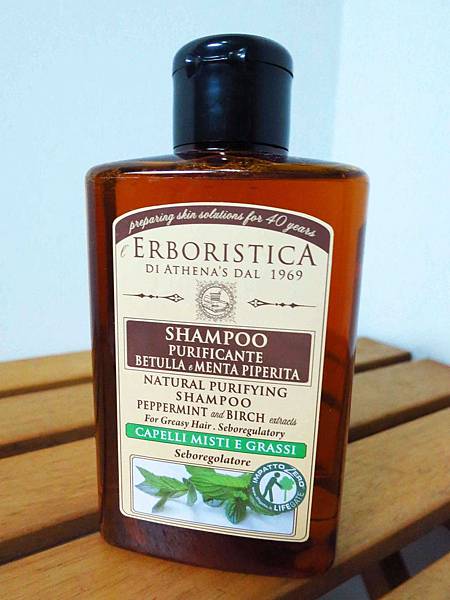 preparing skin solutions for 40 years
l'ERBORISTICA
DI ATHENA'S DAL 1969
SHAMPOO
PURIFICANTE
BETULLA e MENTA PIPERITA
NATURAL PURIFYING
SHAMPOO
PEPPERMINT and BIRCH extracts
For Greasy Hair . Seboregulatory
CAPELLI MISTI E GRASSI
Seboregolatore
IMPATTO ZERO
LIFEGATE